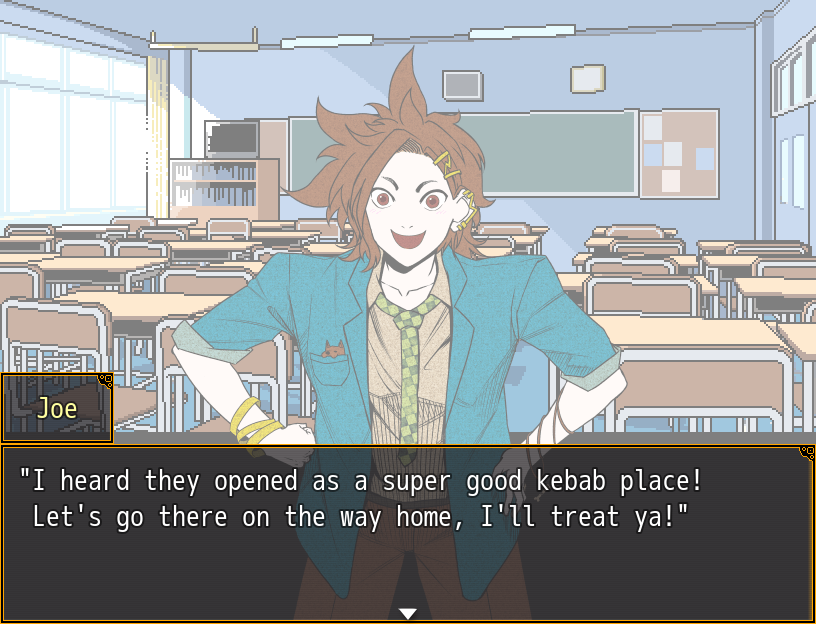 Joe
"I heard they opened as a super good kebab place!
Let's go there on the way home, I'll treat ya!"